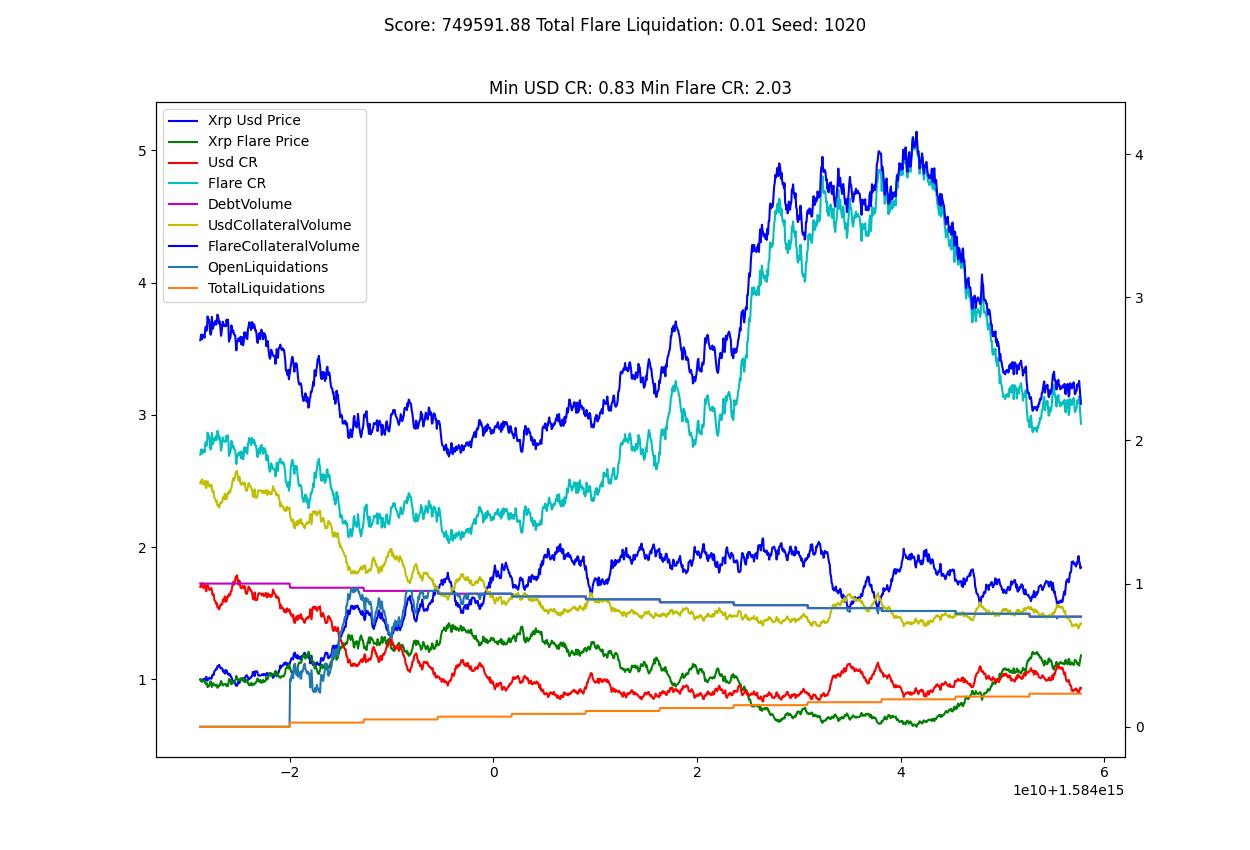 Score: 749591.88 Total Flare Liquidation: 0.01 Seed: 1020
Min USD CR: 0.83 Min Flare CR: 2.03
Xrp Usd Price
Xrp Flare Price
Usd CR
Flare CR
DebtVolume
UsdCollateralVolume
FlareCollateralVolume
OpenLiquidations
TotalLiquidations
5
4
3
2
1
4
3
2
1
0
−2
0
2
4
6
1e10+1.584e15